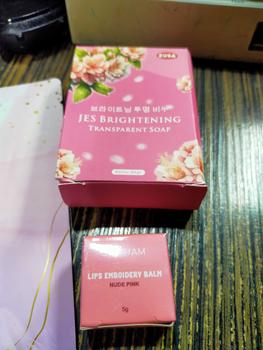 브라이트닝 투명 비누
JES BRIGHTENING
TRANSPARENT SOAP
HAM
LIPS EMBOIDERY BALM
NUDE PINK
5g